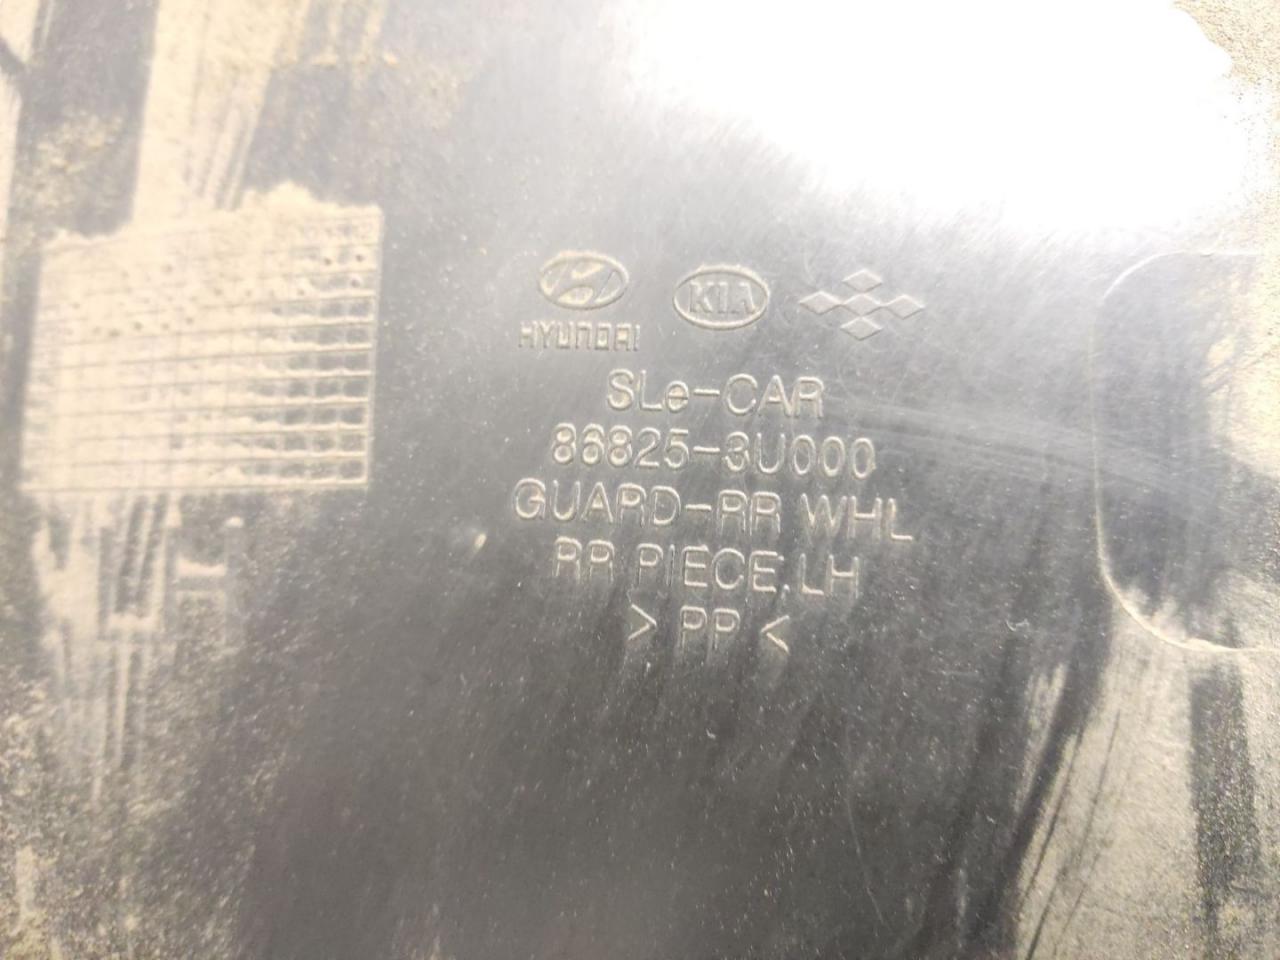 HYUNDAI KIA
SLe-CAR
86825-3U000
GUARD-RR WHL
RR PIECE.LH
> PP <